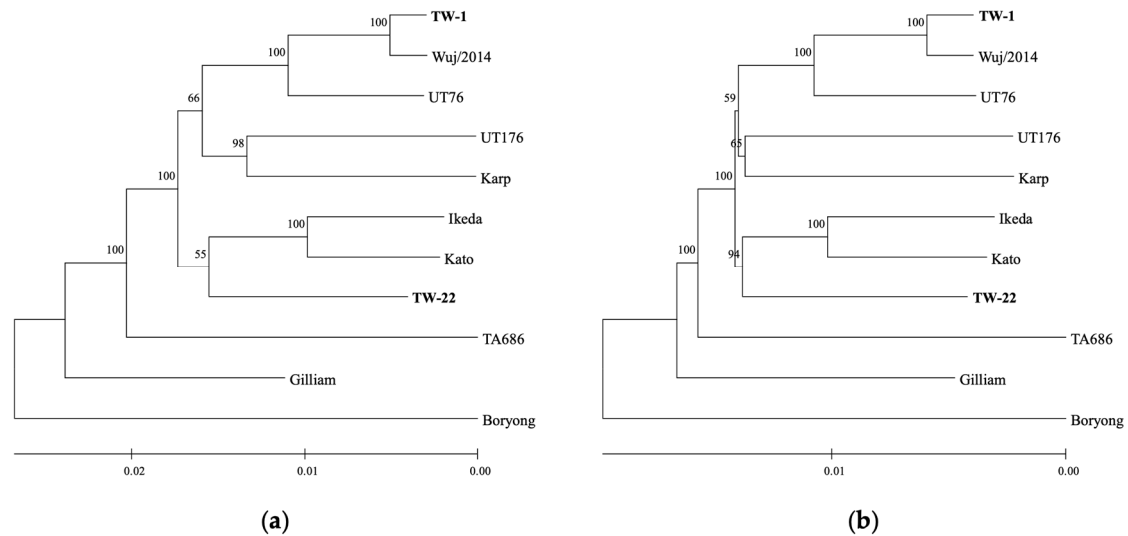 100
TW-1
100
Wuj/2014
66
UT76
98
UT176
100
Karp
100
Ikeda
100
55
Kato
TW-22
TA686
Gilliam
Boryong
0.02
0.01
0.00
(a)
100
TW-1
100
Wuj/2014
59
UT76
65
UT176
100
Karp
100
Ikeda
100
94
Kato
TW-22
TA686
Gilliam
Boryong
0.01
0.00
(b)